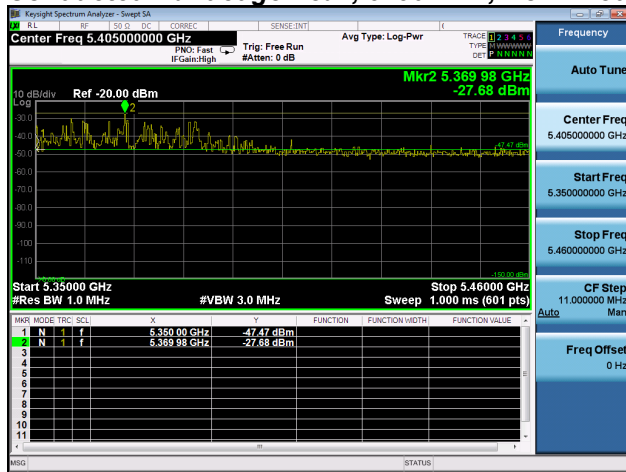 Keysight Spectrum Analyzer - Swept SA
RL RF 50 Ω DC CORREC SENSE:INT
Center Freq 5.405000000 GHz
PNO: Fast
IFGain:High
Trig: Free Run
#Atten: 0 dB
Avg Type: Log-Pwr
TRACE 1 2 3 4 5 6
TYPE M WWWWW
DET P N N N N N
Mkr2 5.369 98 GHz
-27.68 dBm
10 dB/div Ref -20.00 dBm
Log
2
-30.0
-40.0
-50.0
-60.0
-70.0
-80.0
-90.0
-100
-110
-47.47 dBm
-150.00 dBm
Start 5.35000 GHz
Stop 5.46000 GHz
#Res BW 1.0 MHz #VBW 3.0 MHz Sweep 1.000 ms (601 pts)
MKR MODE TRC SCL X Y FUNCTION FUNCTION WIDTH FUNCTION VALUE
1 N 1 f 5.350 00 GHz -47.47 dBm
2 N 1 f 5.369 98 GHz -27.68 dBm
3
4
5
6
7
8
9
10
11
MSG STATUS
Frequency
Auto Tune
Center Freq
5.405000000 GHz
Start Freq
5.350000000 GHz
Stop Freq
5.460000000 GHz
CF Step
11.000000 MHz
Auto Man
Freq Offset
0 Hz